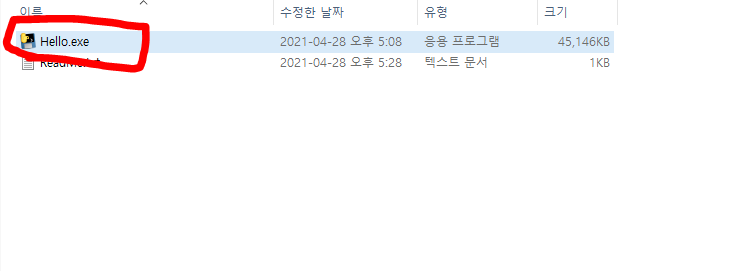 이름 수정한 날짜 유형 크기
Hello.exe 2021-04-28 오후 5:08 응용 프로그램 45,146KB
2021-04-28 오후 5:28 텍스트 문서 1KB